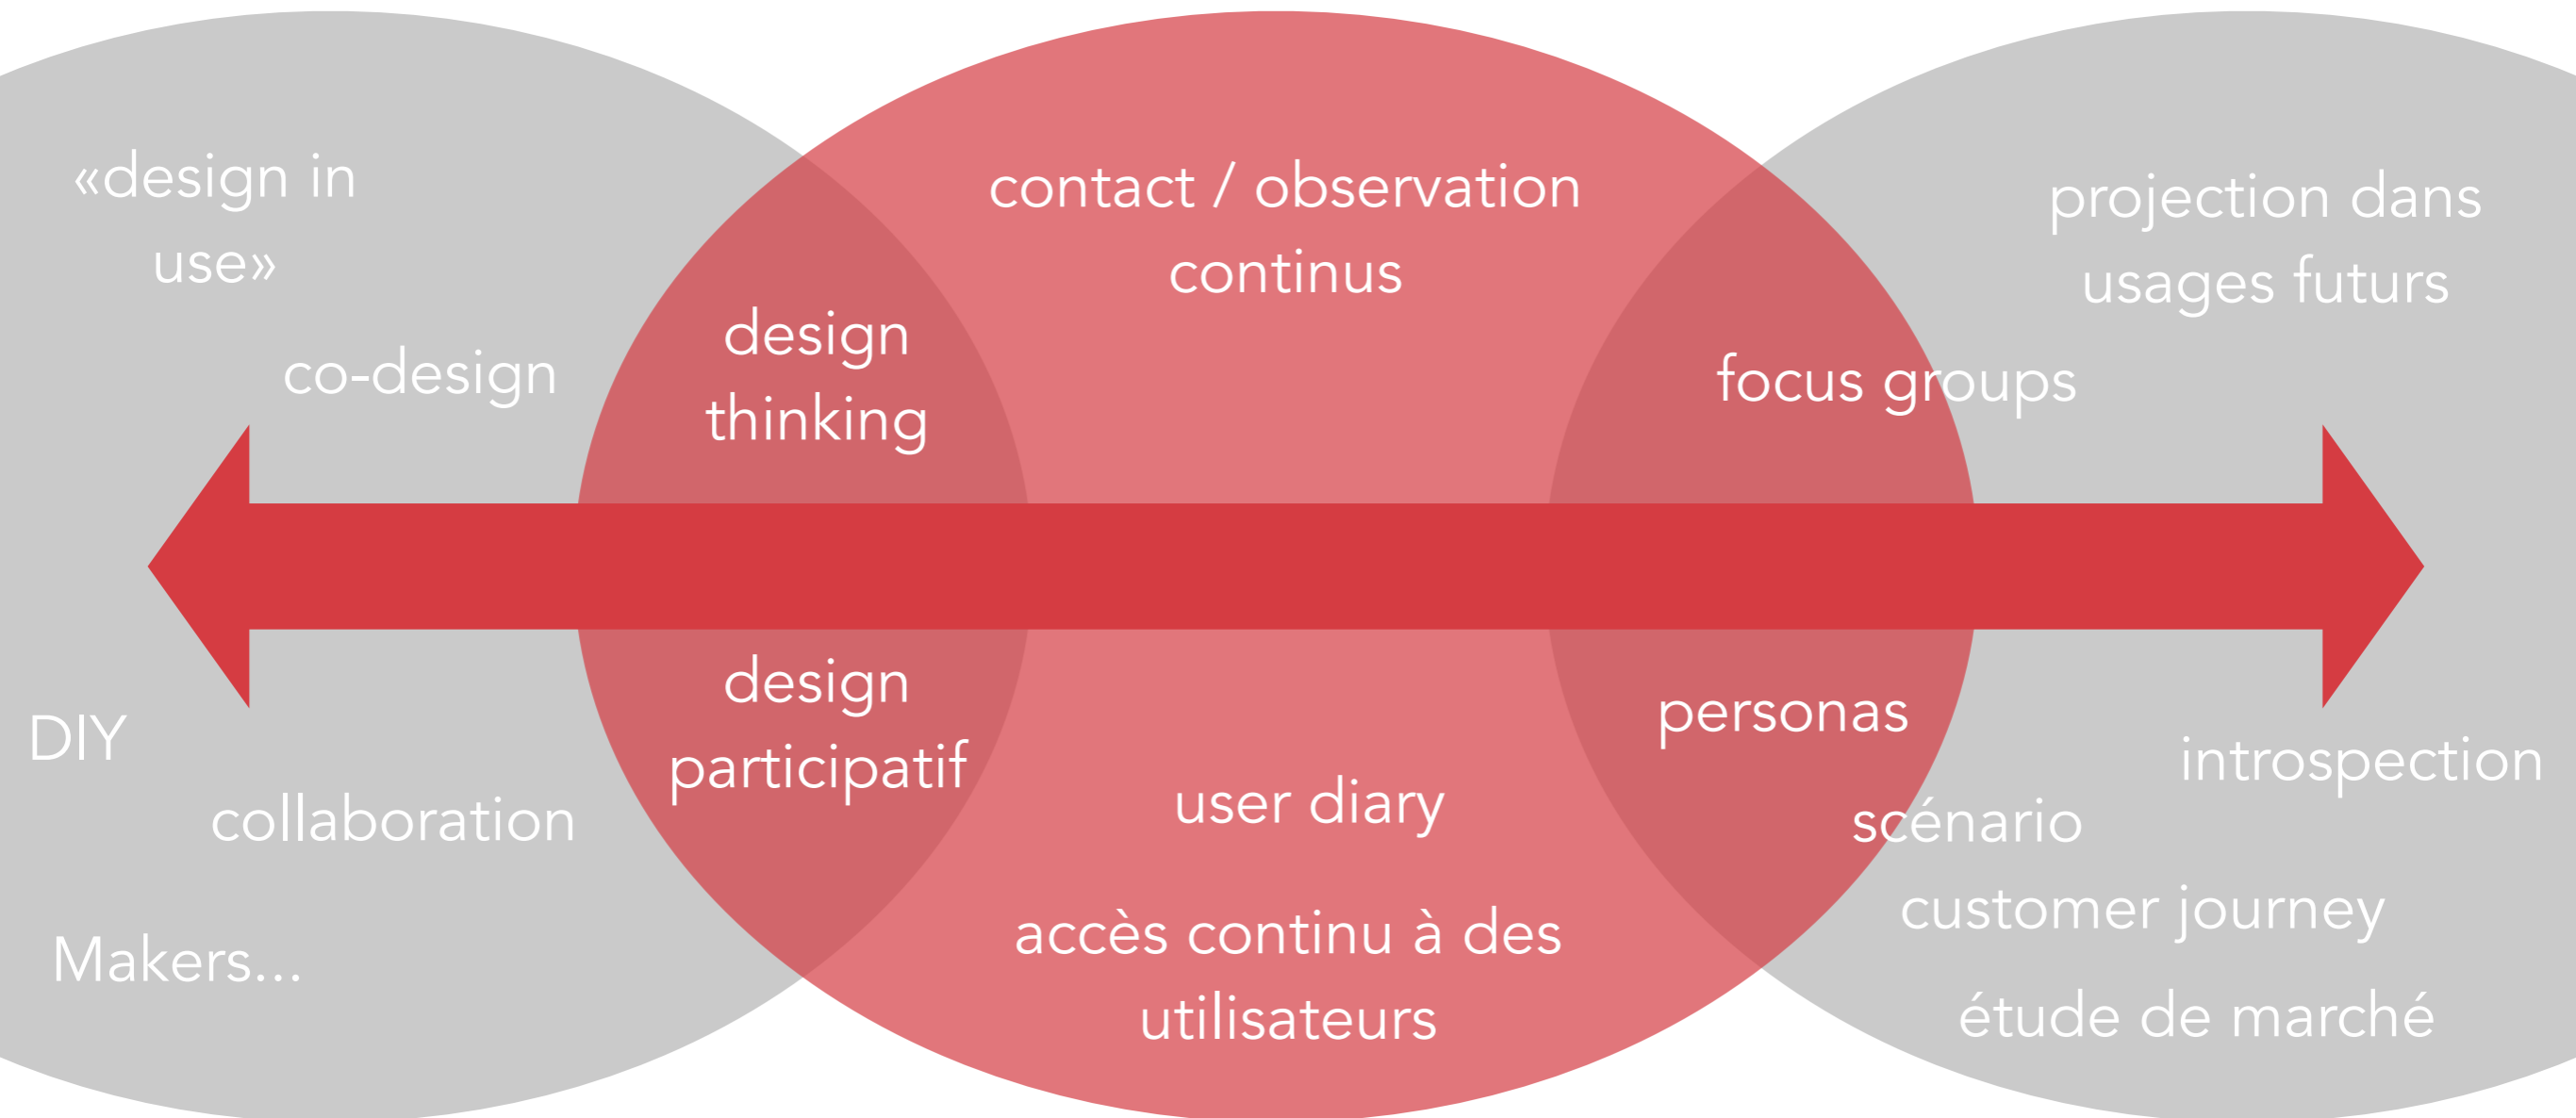 «design in
use»
co-design
design
thinking
contact / observation
continus
focus groups
projection dans
usages futurs
DIY
collaboration
Makers...
design
participatif
user diary
accès continu à des
utilisateurs
personas
introspection
scénario
customer journey
étude de marché